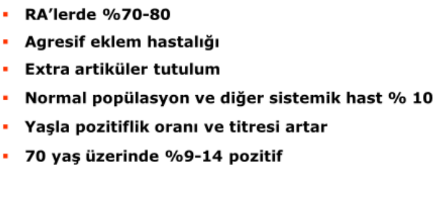 ▪ RA’lerde %70-80
▪ Agresif eklem hastalığı
▪ Extra artiküler tutulum
▪ Normal popülasyon ve diğer sistemik hast % 10
▪ Yaşla pozitiflik oranı ve titresi artar
▪ 70 yaş üzerinde %9-14 pozitif